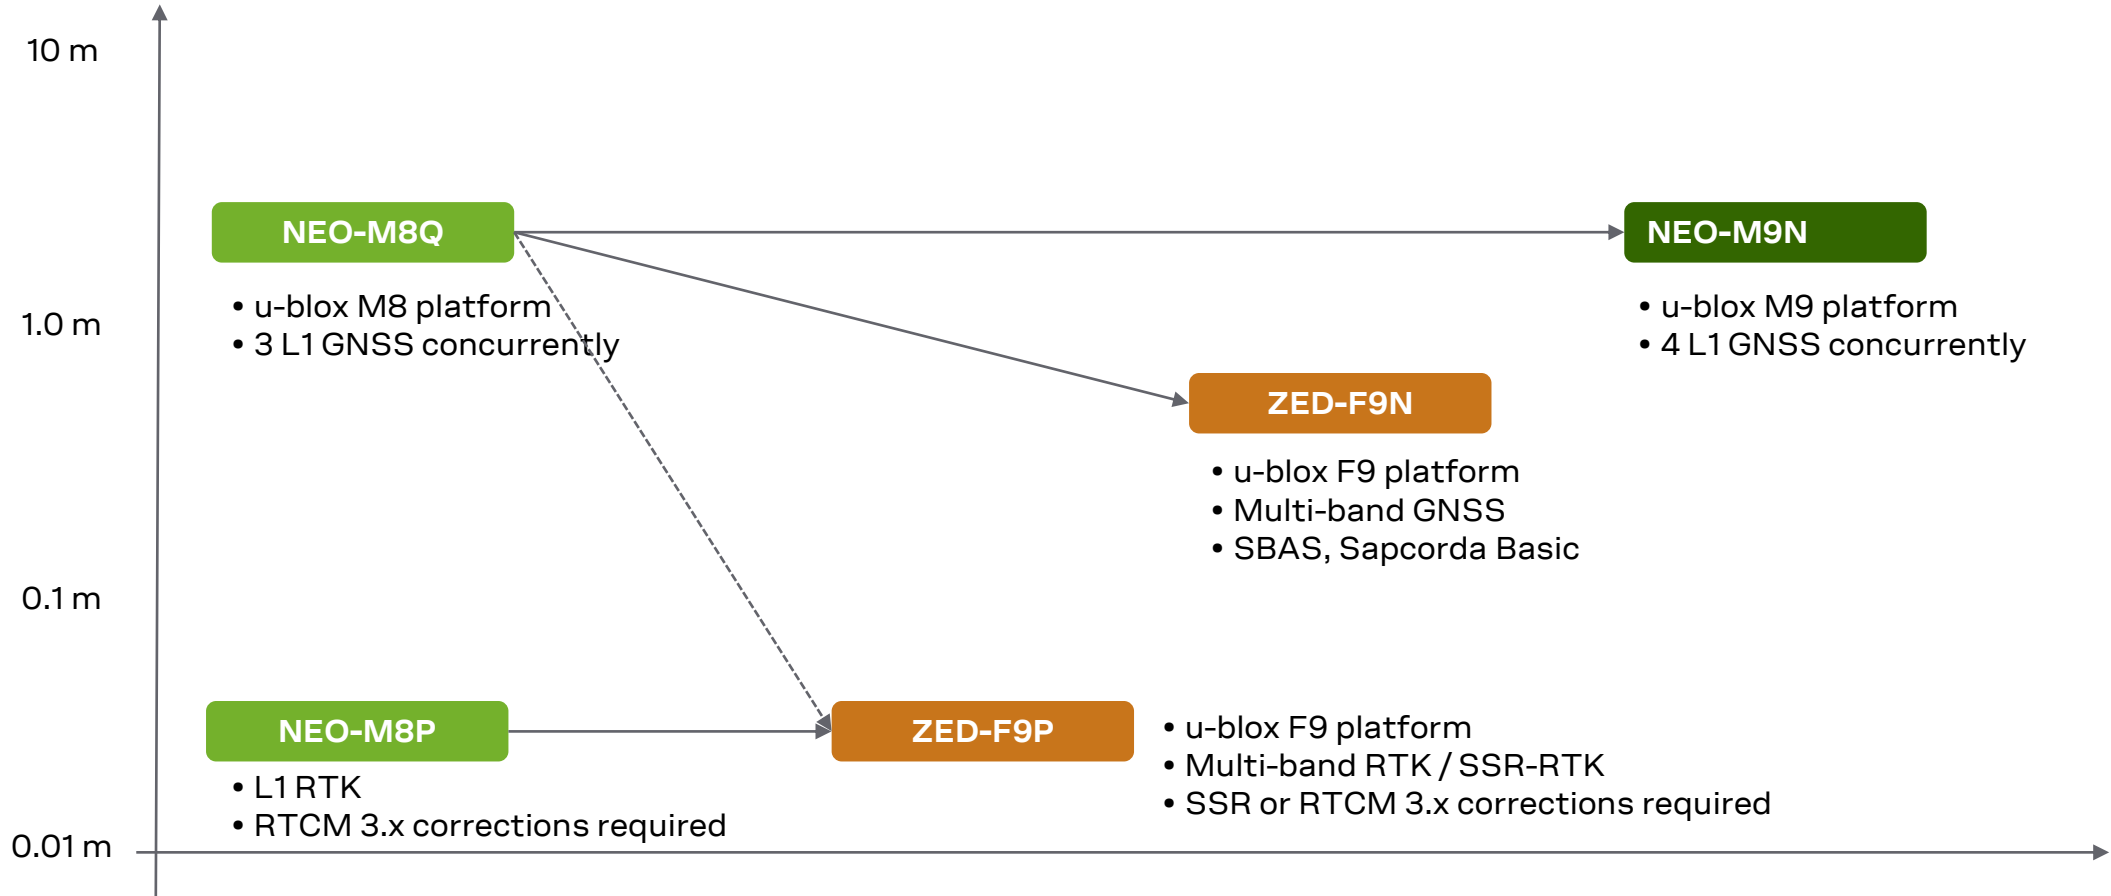 10 m
NEO-M8Q
NEO-M9N
• u-blox M8 platform
• 3 L1 GNSS concurrently
• u-blox M9 platform
• 4 L1 GNSS concurrently
1.0 m
ZED-F9N
• u-blox F9 platform
• Multi-band GNSS
• SBAS, Sapcorda Basic
0.1 m
NEO-M8P
• L1 RTK
• RTCM 3.x corrections required
ZED-F9P
• u-blox F9 platform
• Multi-band RTK / SSR-RTK
• SSR or RTCM 3.x corrections required
0.01 m